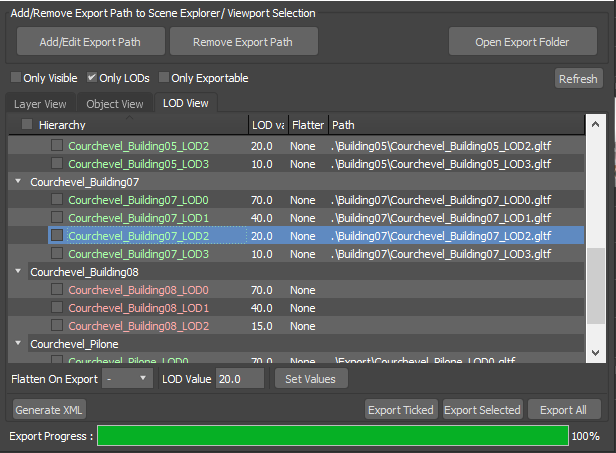 Add/Remove Export Path to Scene Explorer/ Viewport Selection
Add/Edit Export Path Remove Export Path Open Export Folder
Only Visible Only LODs Only Exportable Refresh
Layer View Object View LOD View
Hierarchy LOD va Flatter Path
Courchevel_Building05_LOD2 20.0 None .\Building05\Courchevel_Building05_LOD2.gltf
Courchevel_Building05_LOD3 10.0 None .\Building05\Courchevel_Building05_LOD3.gltf
Courchevel_Building07
Courchevel_Building07_LOD0 70.0 None .\Building07\Courchevel_Building07_LOD0.gltf
Courchevel_Building07_LOD1 40.0 None .\Building07\Courchevel_Building07_LOD1.gltf
Courchevel_Building07_LOD2 20.0 None .\Building07\Courchevel_Building07_LOD2.gltf
Courchevel_Building07_LOD3 10.0 None .\Building07\Courchevel_Building07_LOD3.gltf
Courchevel_Building08
Courchevel_Building08_LOD0 70.0 None
Courchevel_Building08_LOD1 40.0 None
Courchevel_Building08_LOD2 15.0 None
Courchevel_Pilone
Courchevel_Pilone_LOD0 70.0 None .\Export\Courchevel_Pilone_LOD0.gltf
Flatten On Export - LOD Value 20.0 Set Values
Generate XML Export Ticked Export Selected Export All
Export Progress : 100%